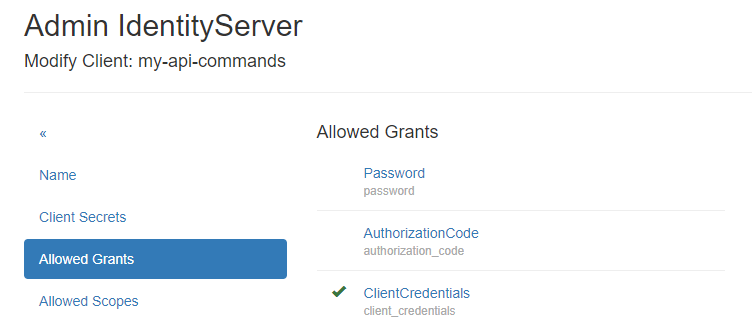 Admin IdentityServer
Modify Client: my-api-commands
«
Name
Client Secrets
Allowed Grants
Allowed Scopes
Allowed Grants
Password
password
AuthorizationCode
authorization_code
ClientCredentials
client_credentials